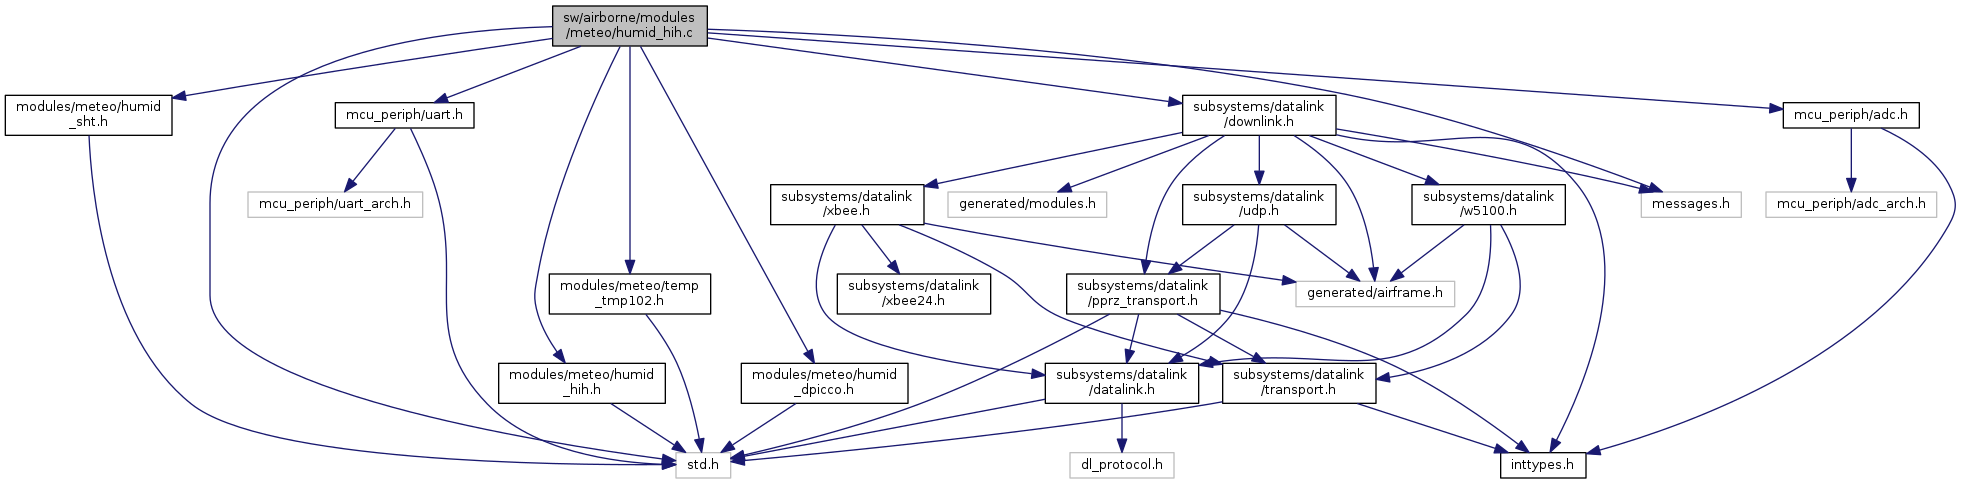 sw/airborne/modules
/meteo/humid_hih.c
modules/meteo/humid
_sht.h
mcu_periph/uart.h
subsystems/datalink
/downlink.h
mcu_periph/adc.h
mcu_periph/uart_arch.h
subsystems/datalink
/xbee.h
generated/modules.h
subsystems/datalink
/udp.h
subsystems/datalink
/w5100.h
messages.h
mcu_periph/adc_arch.h
modules/meteo/temp
_tmp102.h
subsystems/datalink
/xbee24.h
subsystems/datalink
/pprz_transport.h
generated/airframe.h
modules/meteo/humid
_hih.h
modules/meteo/humid
_dpicco.h
subsystems/datalink
/datalink.h
subsystems/datalink
/transport.h
std.h
dl_protocol.h
inttypes.h